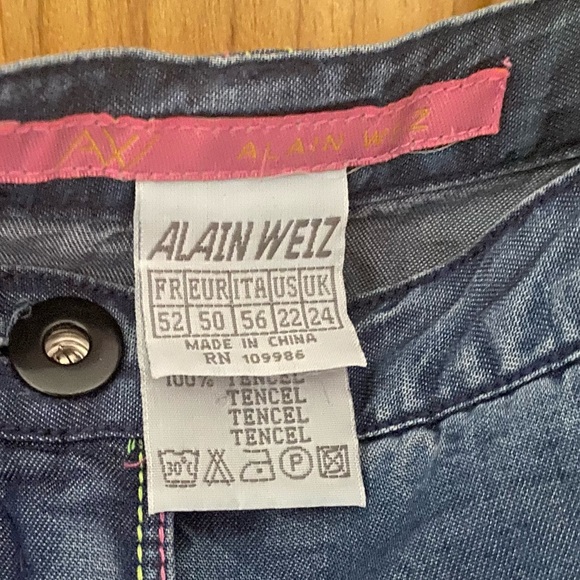 AW ALAIN WEIZ
ALAIN WEIZ
FR EUR ITA US UK
52 50 56 22 24
MADE IN CHINA
RN 109986
100% TENCEL
TENCEL
TENCEL
TENCEL
30°C P